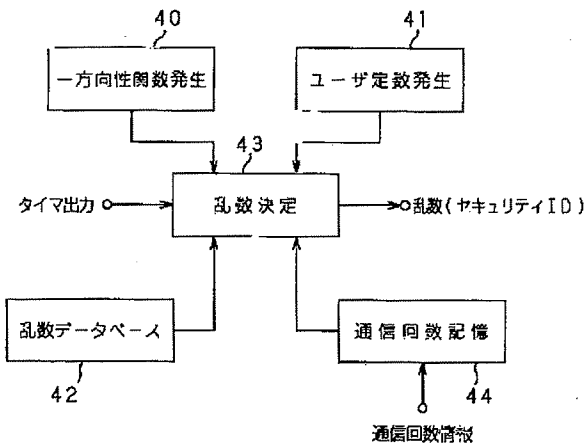 40
41
一方向性関数発生
ユーザ定数発生
43
タイマ出力
乱数決定
乱数(セキュリティID)
乱数データベース
通信回数記憶
42
44
通信回数情報